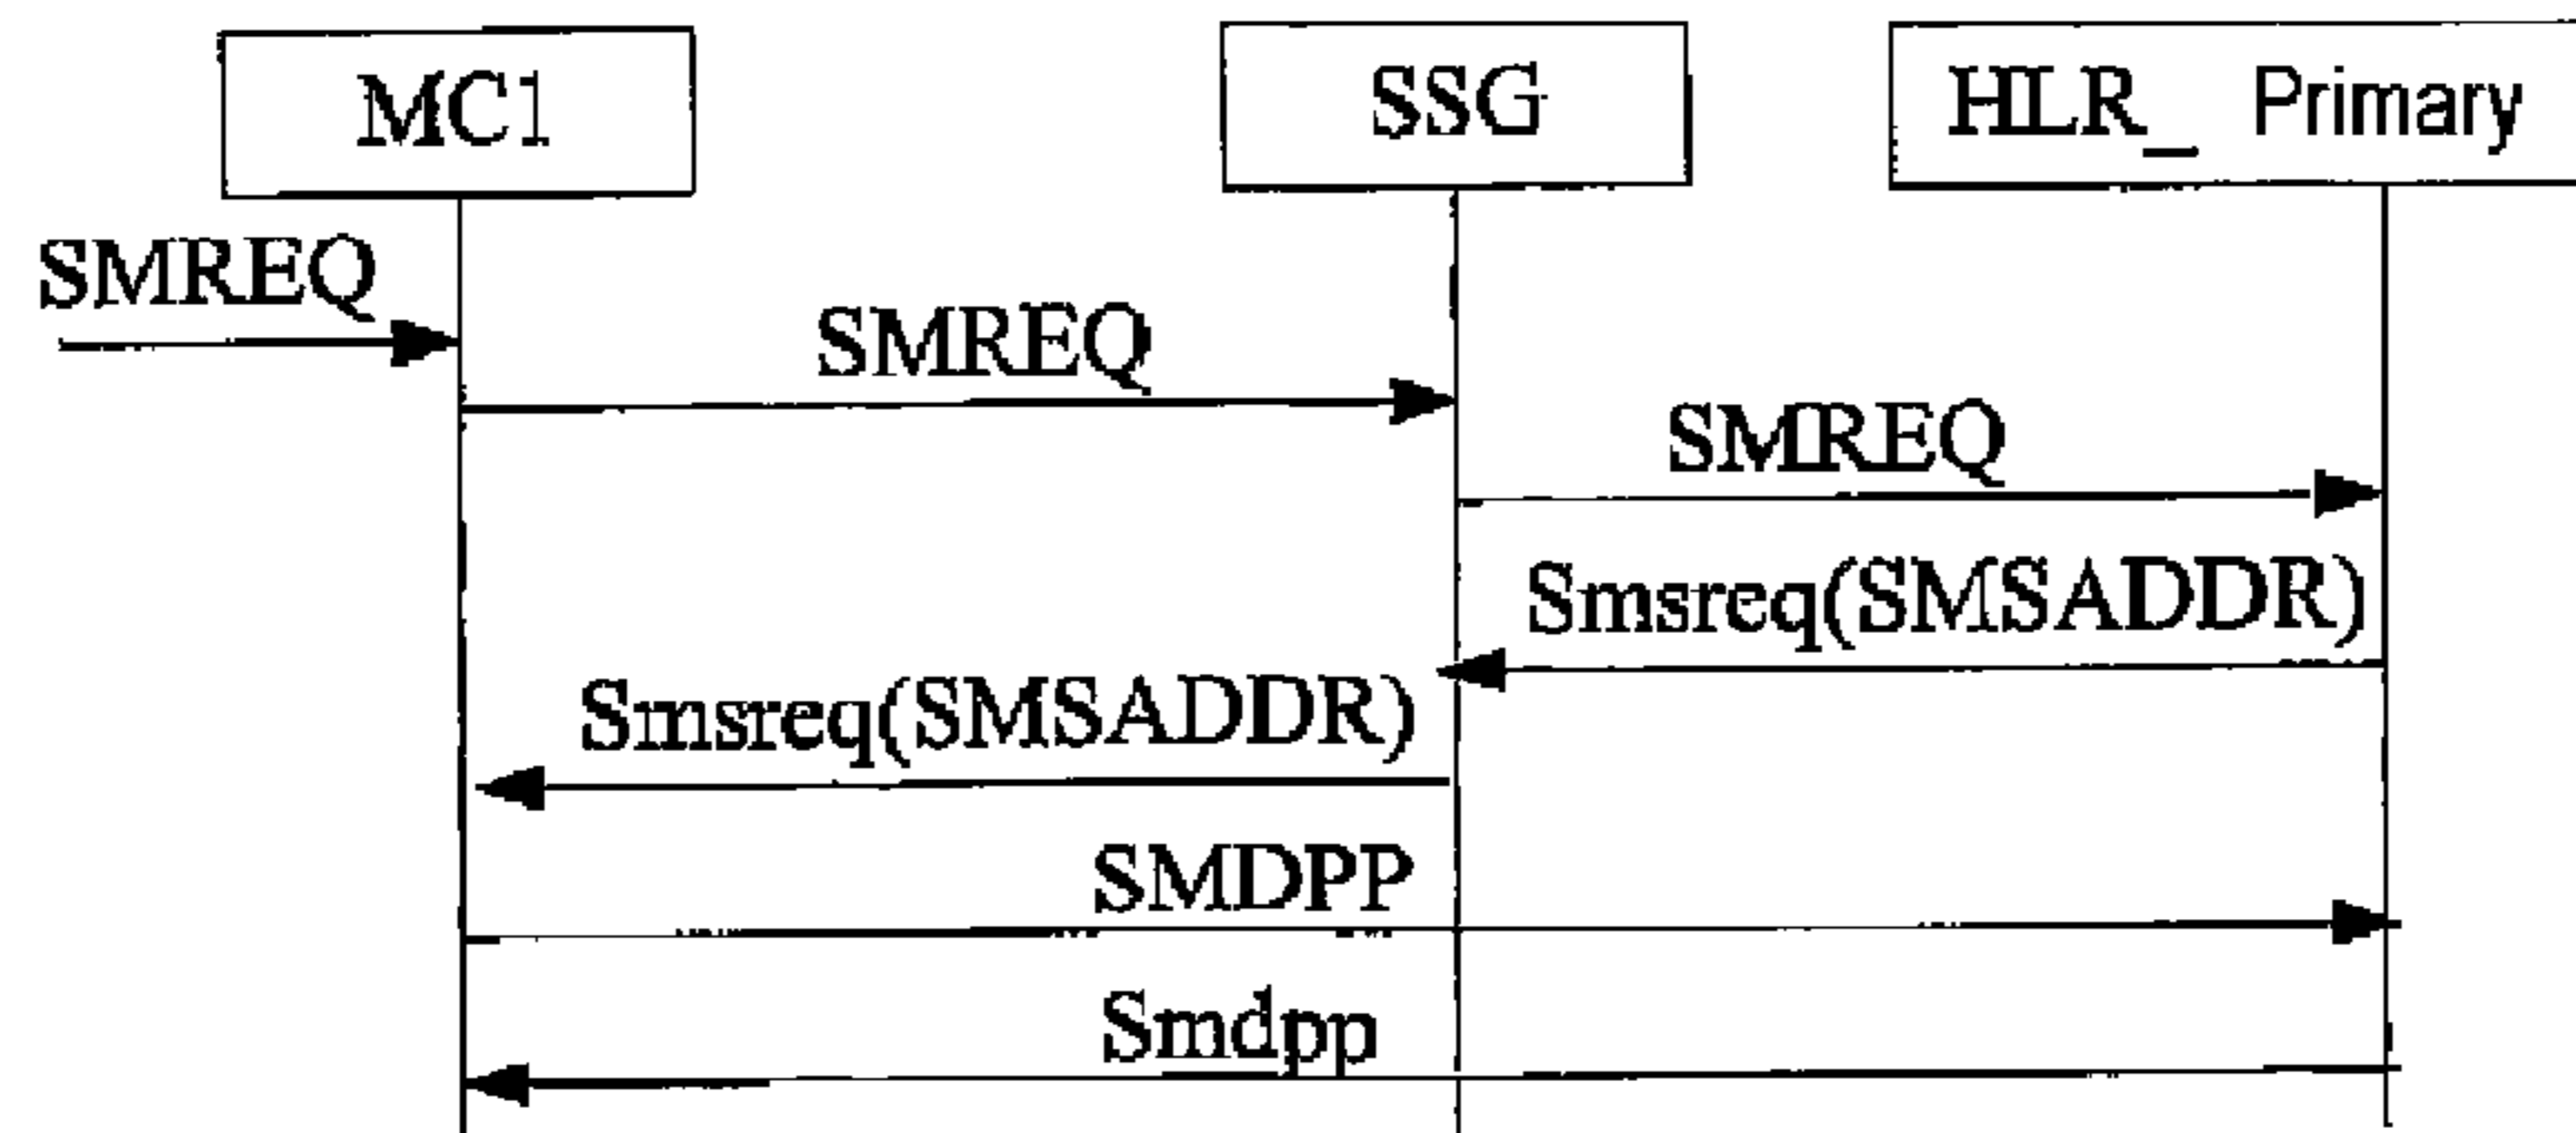 MC1
SSG
HLR_ Primary
SMREQ
SMREQ
SMREQ
Smsreq(SMSADDR)
Smsreq(SMSADDR)
SMDPP
Smdpp